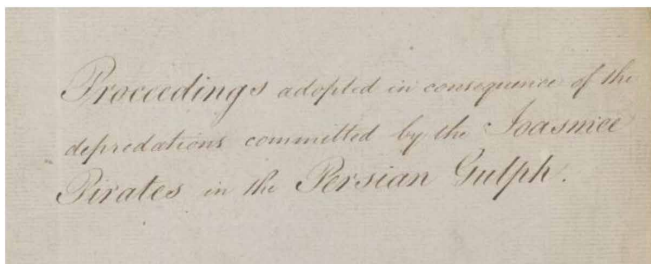 Proceedings adopted in consequence of the
depredations committed by the Joasmee
Pirates in the Persian Gulph.